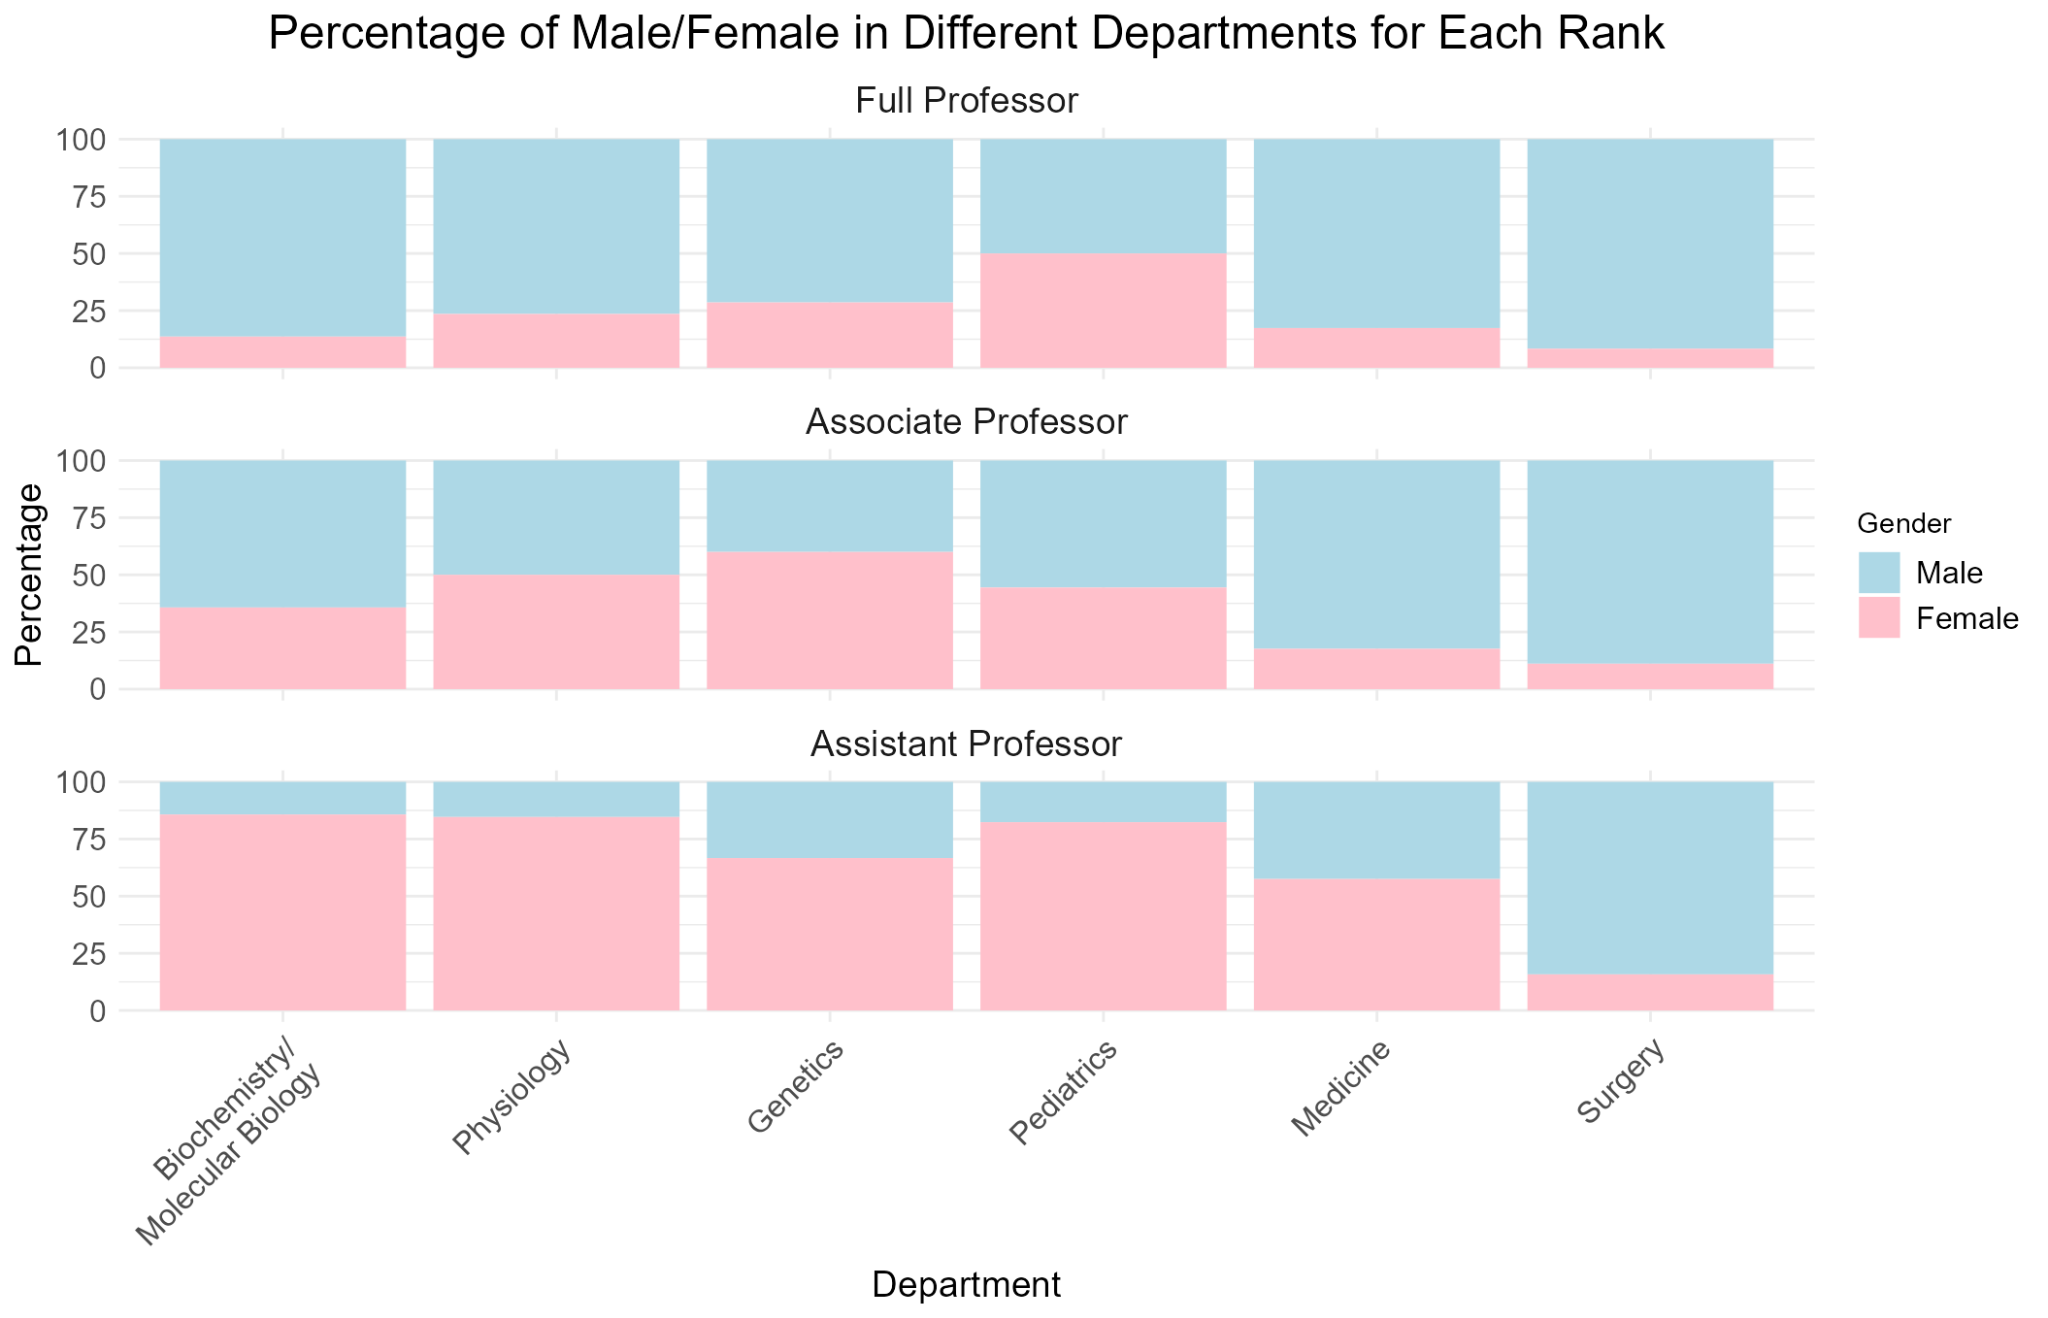 Percentage of Male/Female in Different Departments for Each Rank
Full Professor
100
75
50
25
0
Associate Professor
100
75
50
25
0
Assistant Professor
100
75
50
25
0
Percentage
Biochemistry/
Molecular Biology
Physiology
Genetics
Pediatrics
Medicine
Surgery
Department
Gender
Male
Female